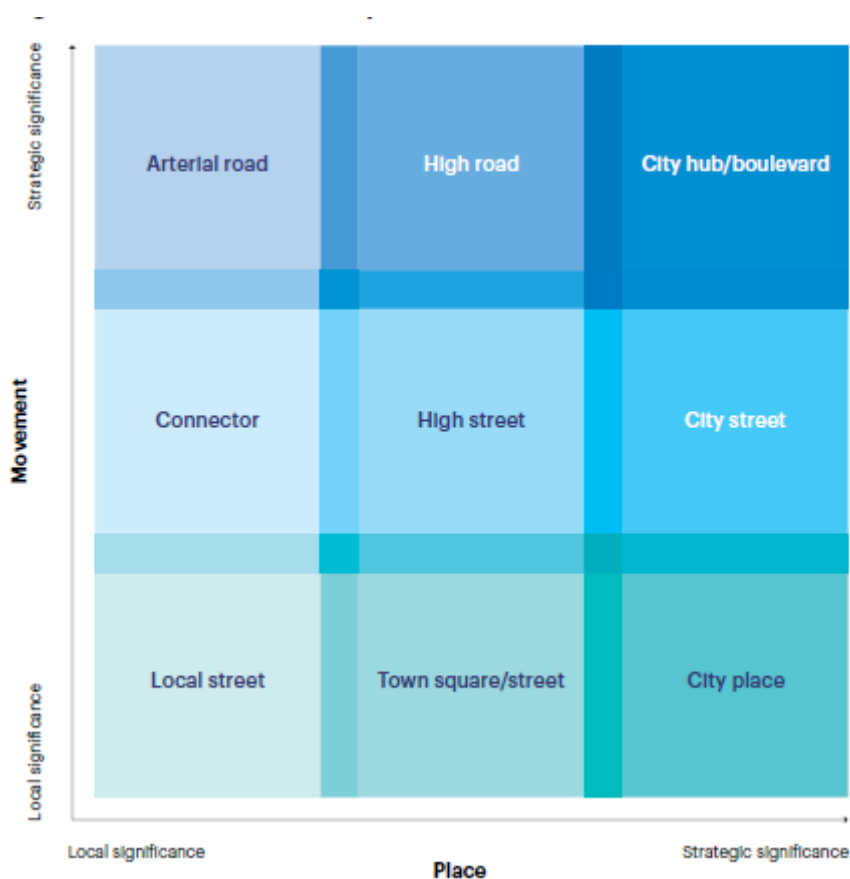 Strategic significance
Arterial road
High road
City hub/boulevard
Movement
Connector
High street
City street
Local street
Town square/street
City place
Local significance
Local significance
Strategic significance
Place